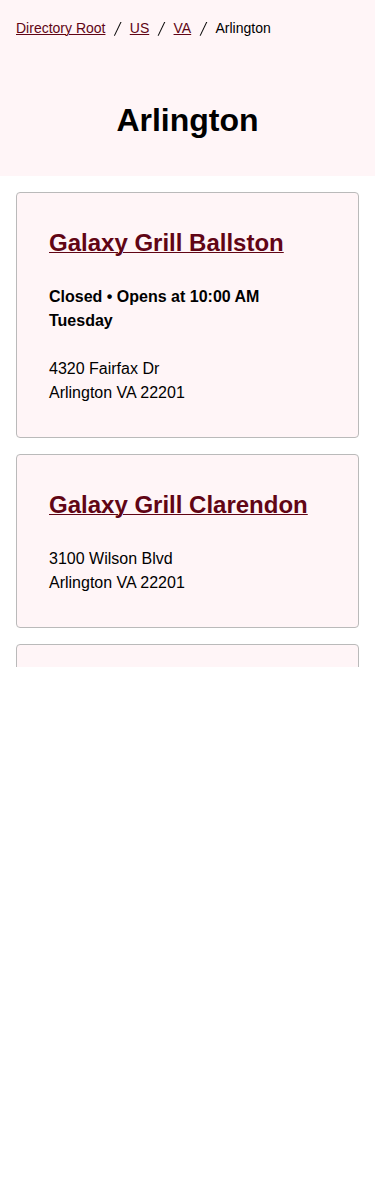 Directory Root / US / VA / Arlington
Arlington
Galaxy Grill Ballston
Closed • Opens at 10:00 AM
Tuesday
4320 Fairfax Dr
Arlington VA 22201
Galaxy Grill Clarendon
3100 Wilson Blvd
Arlington VA 22201